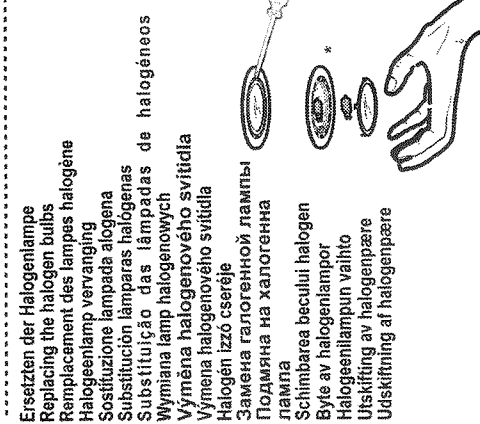 Ersetzten der Halogenlampe
Replacing the halogen bulbs
Remplacement des lampes halogène
Halogeenlamp vervanging
Sostituzione lampada alogena
Substitución lámparas halógenas
Substituição das lâmpadas de halogéneos
Wymiana lamp halogenowych
Výměna halogenového svítidla
Výmena halogenového svítidla
Halogén izzó cseréje
Замена галогенной лампы
Подмяна на халогенна
лампа
Schimbarea becului halogen
Byte av halogenlampor
Halogeenilampun vaihto
Utskifting av halogenpære
Udskiftning af halogenpære
*